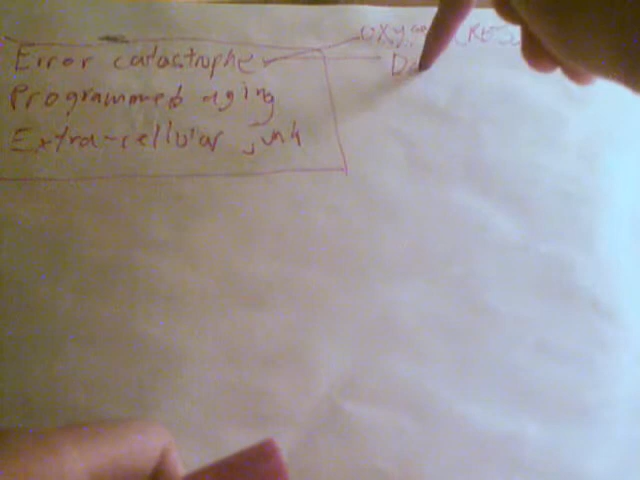 Error catastrophe
Programmed aging
Extra-cellular junk